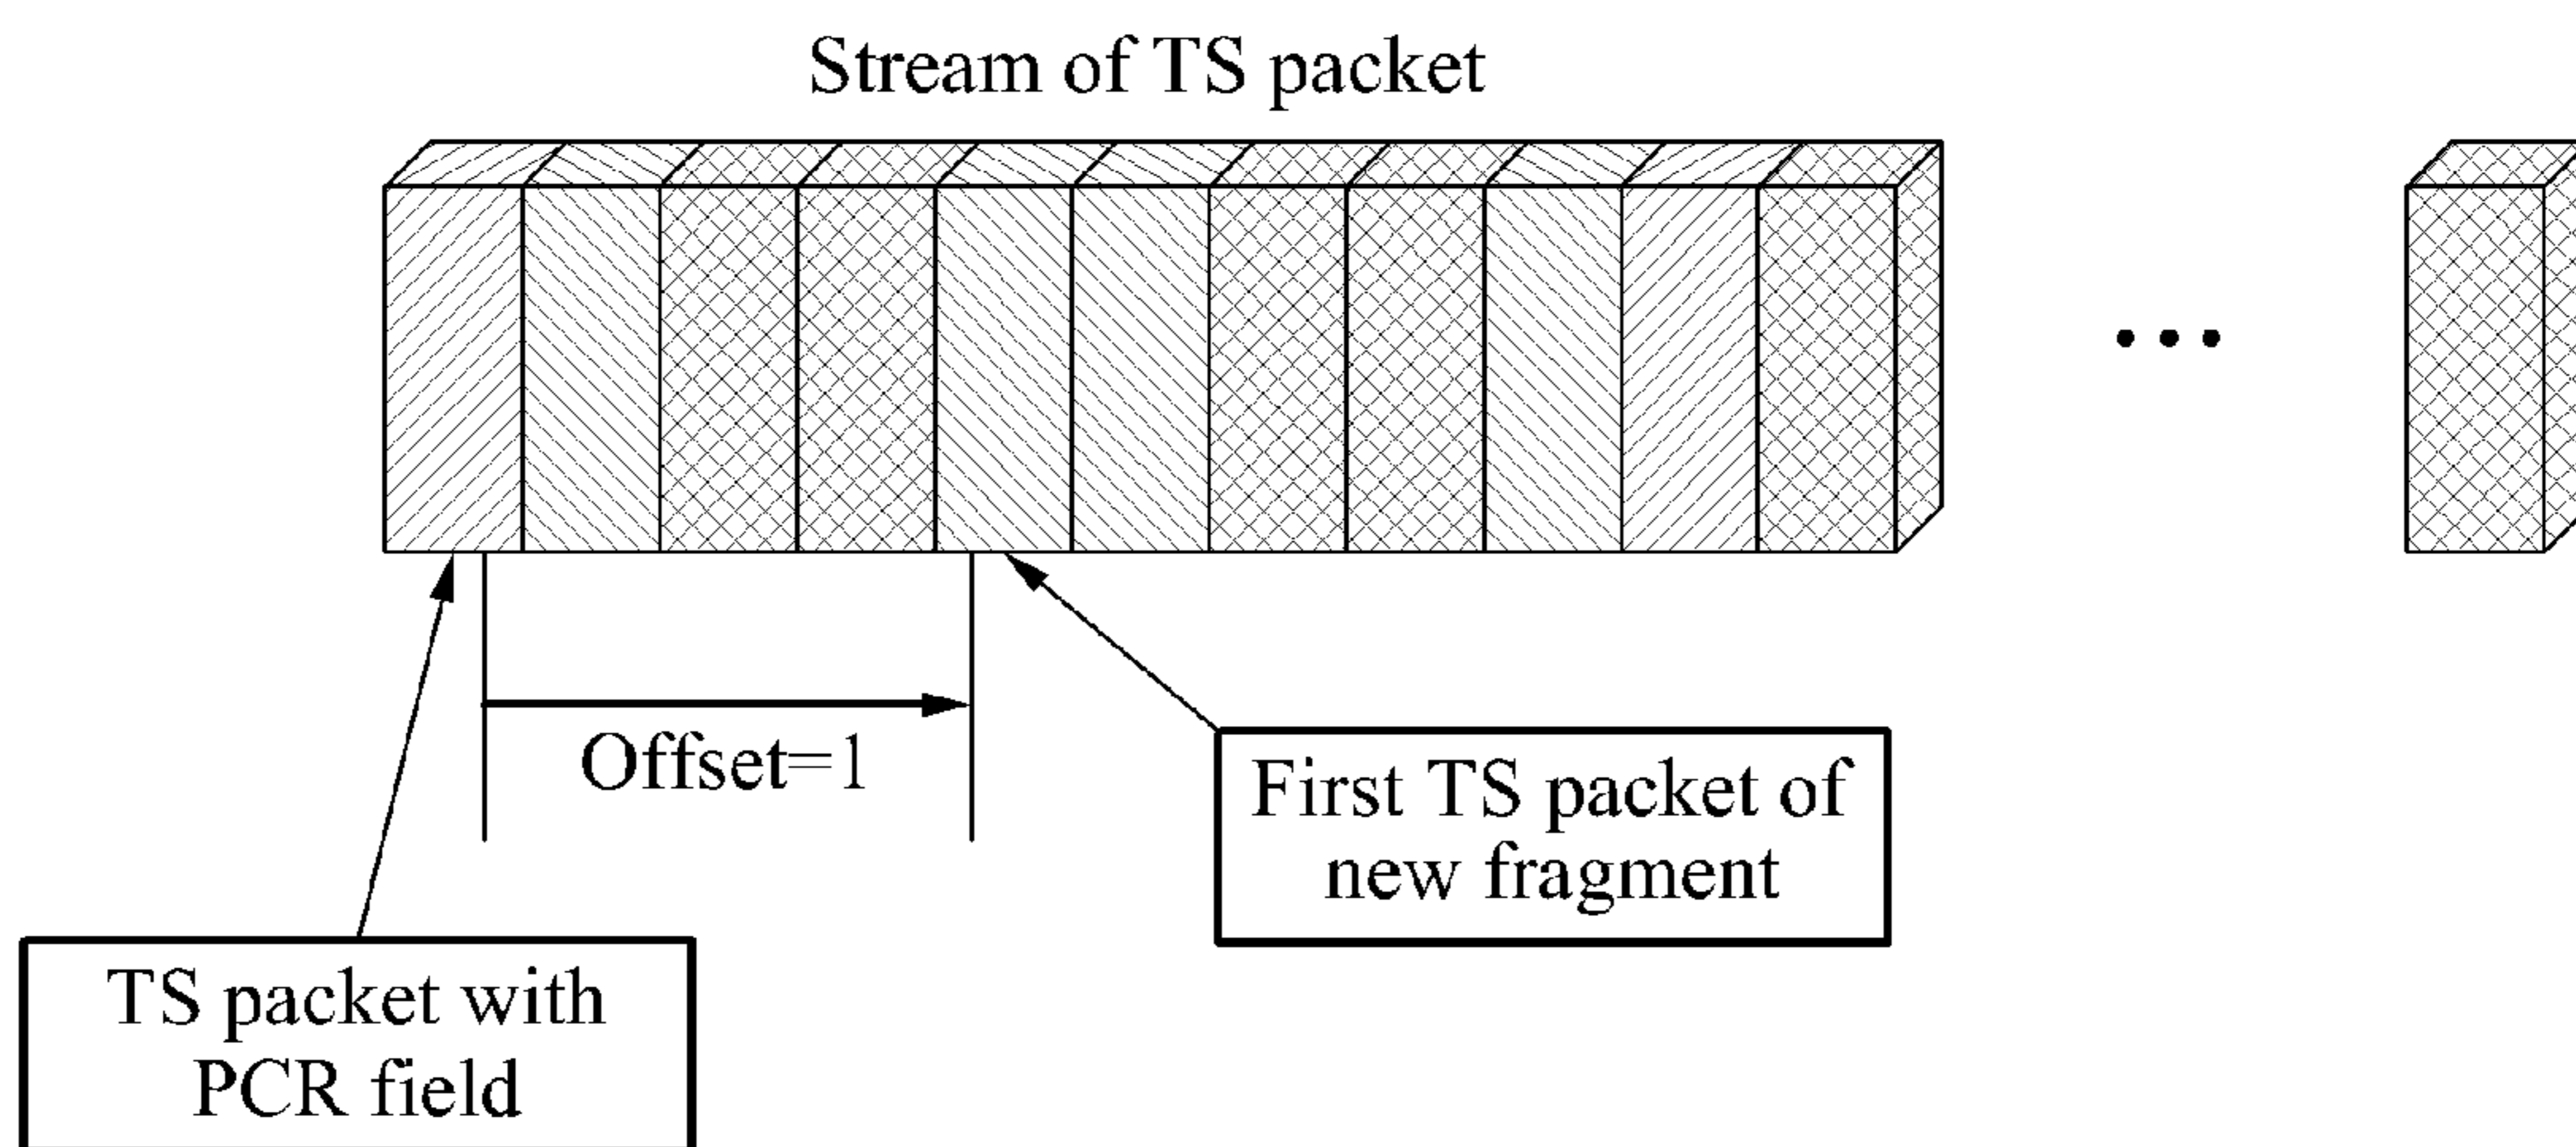 Stream of TS packet
Offset=1
First TS packet of
new fragment
TS packet with
PCR field